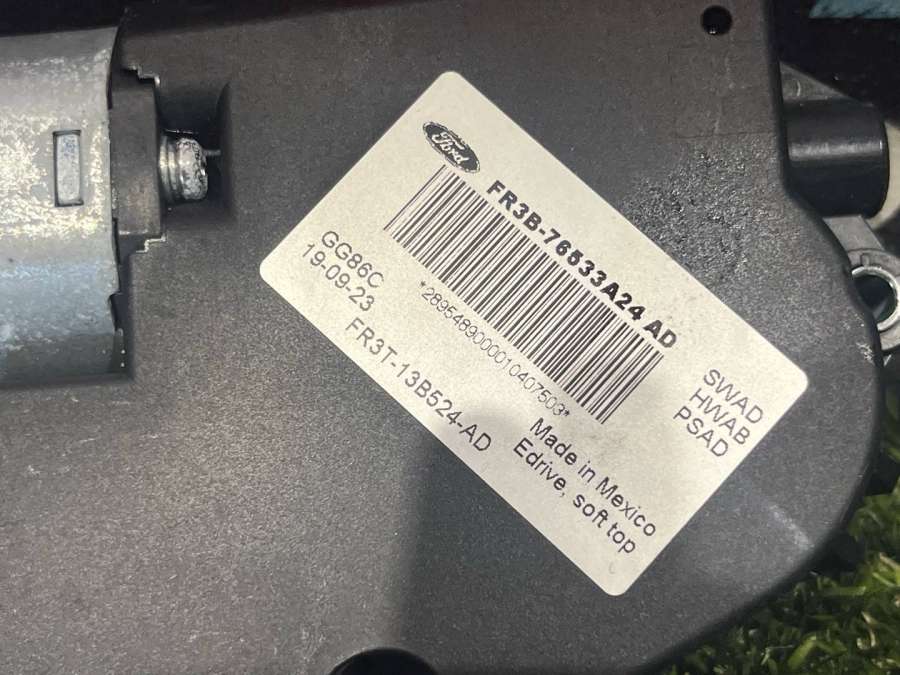 Ford
FR3B-76533A24 AD
*2895489000010407503*
GG86C
19-09-23
FR3T-13B524-AD
SWAD
HWAB
PSAD
Made in Mexico
Edrive, soft top